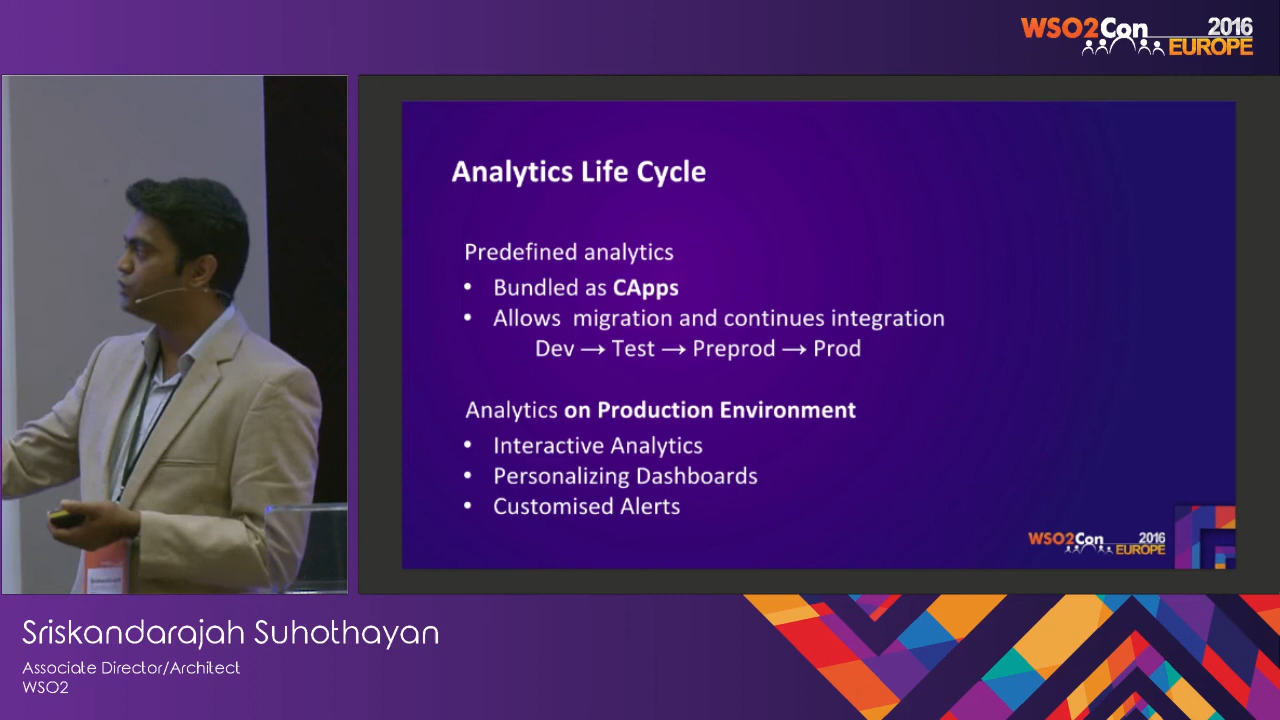 WSO2Con 2016
EUROPE
Analytics Life Cycle
Predefined analytics
• Bundled as CApps
• Allows migration and continues integration
Dev → Test → Preprod → Prod
Analytics on Production Environment
• Interactive Analytics
• Personalizing Dashboards
• Customised Alerts
WSO2Con 2016
EUROPE
Sriskandarajah Suhothayan
Associate Director/Architect
WSO2